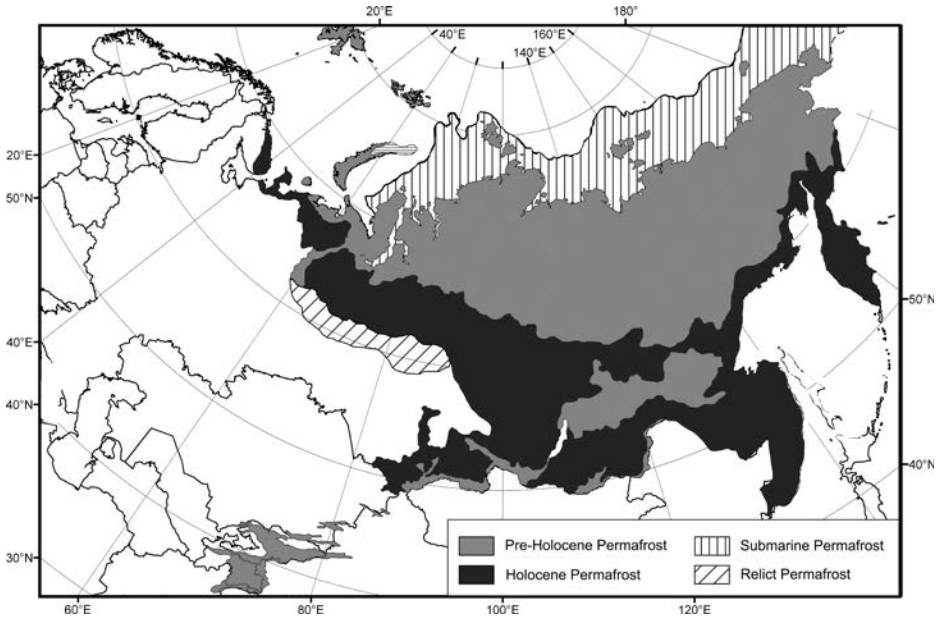 20°E
180°
40°E
160°E
140°E
20°E
50°N
50°N
40°E
40°N
40°N
30°N
Pre-Holocene Permafrost
Submarine Permafrost
Holocene Permafrost
Relict Permafrost
60°E
80°E
100°E
120°E